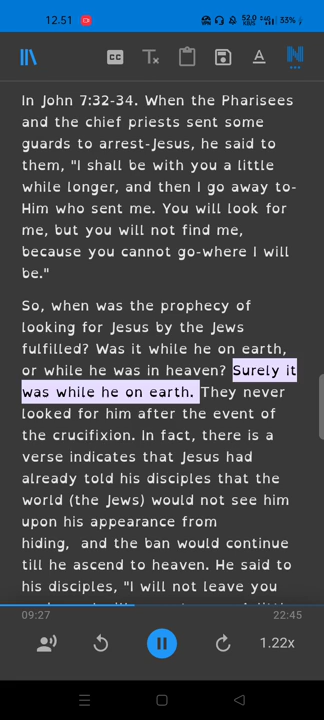 12.51
52.0 KB/S
33%
CC
In John 7:32-34. When the Pharisees
and the chief priests sent some
guards to arrest-Jesus, he said to
them, "I shall be with you a little
while longer, and then I go away to-
Him who sent me. You will look for
me, but you will not find me,
because you cannot go-where I will
be."
So, when was the prophecy of
looking for Jesus by the Jews
fulfilled? Was it while he on earth,
or while he was in heaven? Surely it
was while he on earth. They never
looked for him after the event of
the crucifixion. In fact, there is a
verse indicates that Jesus had
already told his disciples that the
world (the Jews) would not see him
upon his appearance from
hiding, and the ban would continue
till he ascend to heaven. He said to
his disciples, "I will not leave you
09:27
22:45
1.22x